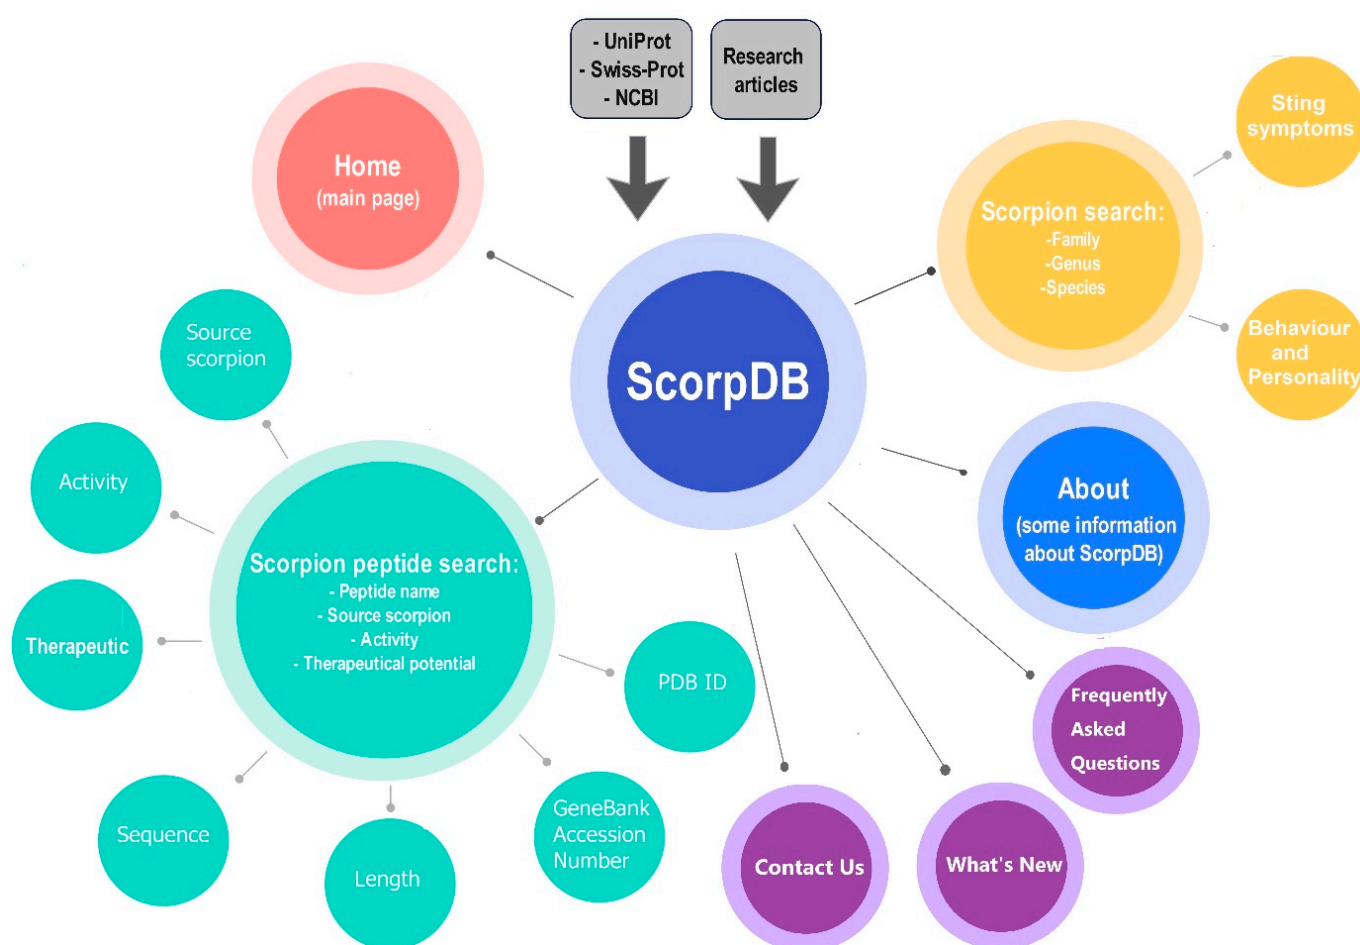 - UniProt
- Swiss-Prot
- NCBI
Research
articles
Home
(main page)
Sting
symptoms
Scorpion search:
-Family
-Genus
-Species
Behaviour
and
Personality
ScorpDB
Source
scorpion
Activity
Therapeutic
Scorpion peptide search:
- Peptide name
- Source scorpion
- Activity
- Therapeutical potential
About
(some information
about ScorpDB)
PDB ID
Frequently
Asked
Questions
Sequence
Length
GeneBank
Accession
Number
Contact Us
What's New